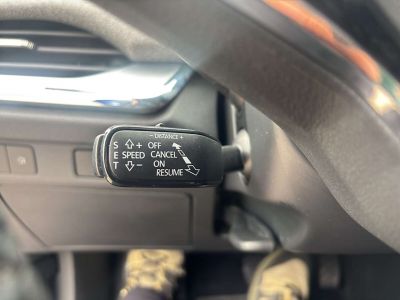 − DISTANCE +
S ⇧+ OFF
E SPEED CANCEL
T ⇩− ON
RESUME